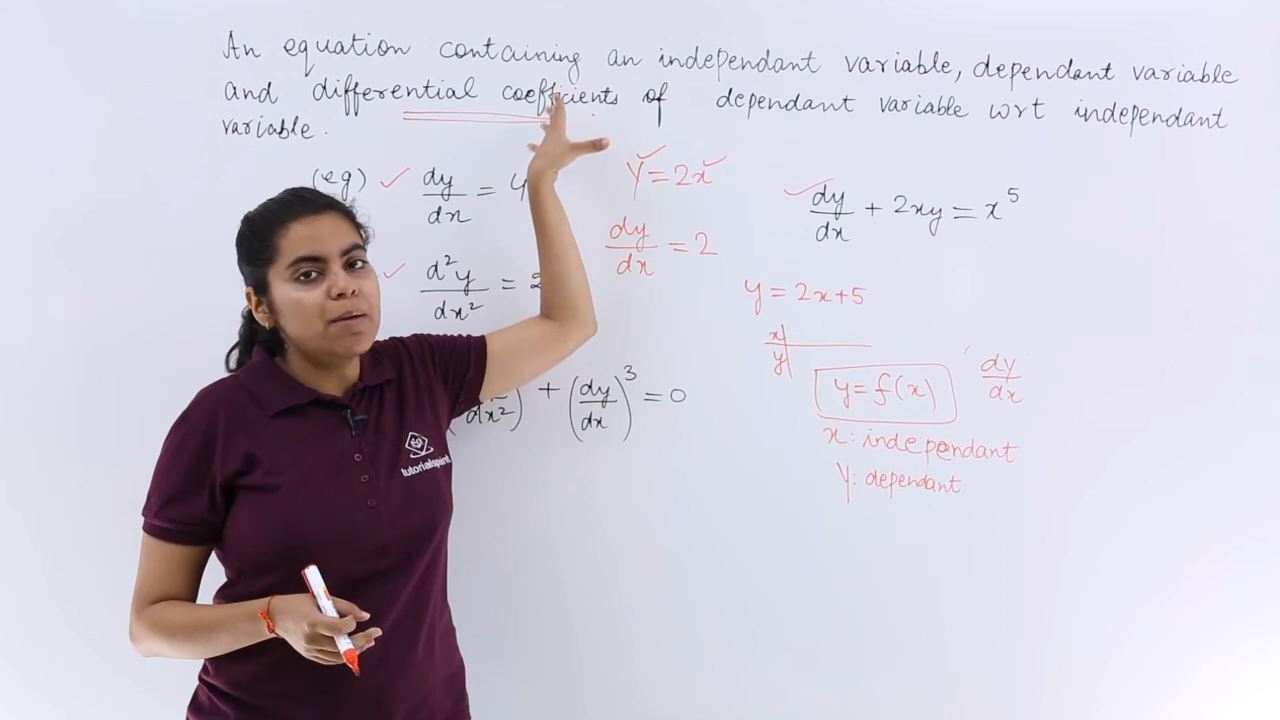 An equation containing an independant variable, dependant variable
and differential coefficients of dependant variable wrt independant
variable.
(eg) ✓ dy/dx = 4
y = 2x
✓ dy/dx + 2xy = x⁵
dy/dx = 2
✓ d²y/dx² = 2
y = 2x+5
x
y
dy/dx
y = f(x)
dx²) + (dy/dx)³ = 0
x: independant
y: dependant
tutorialspoint